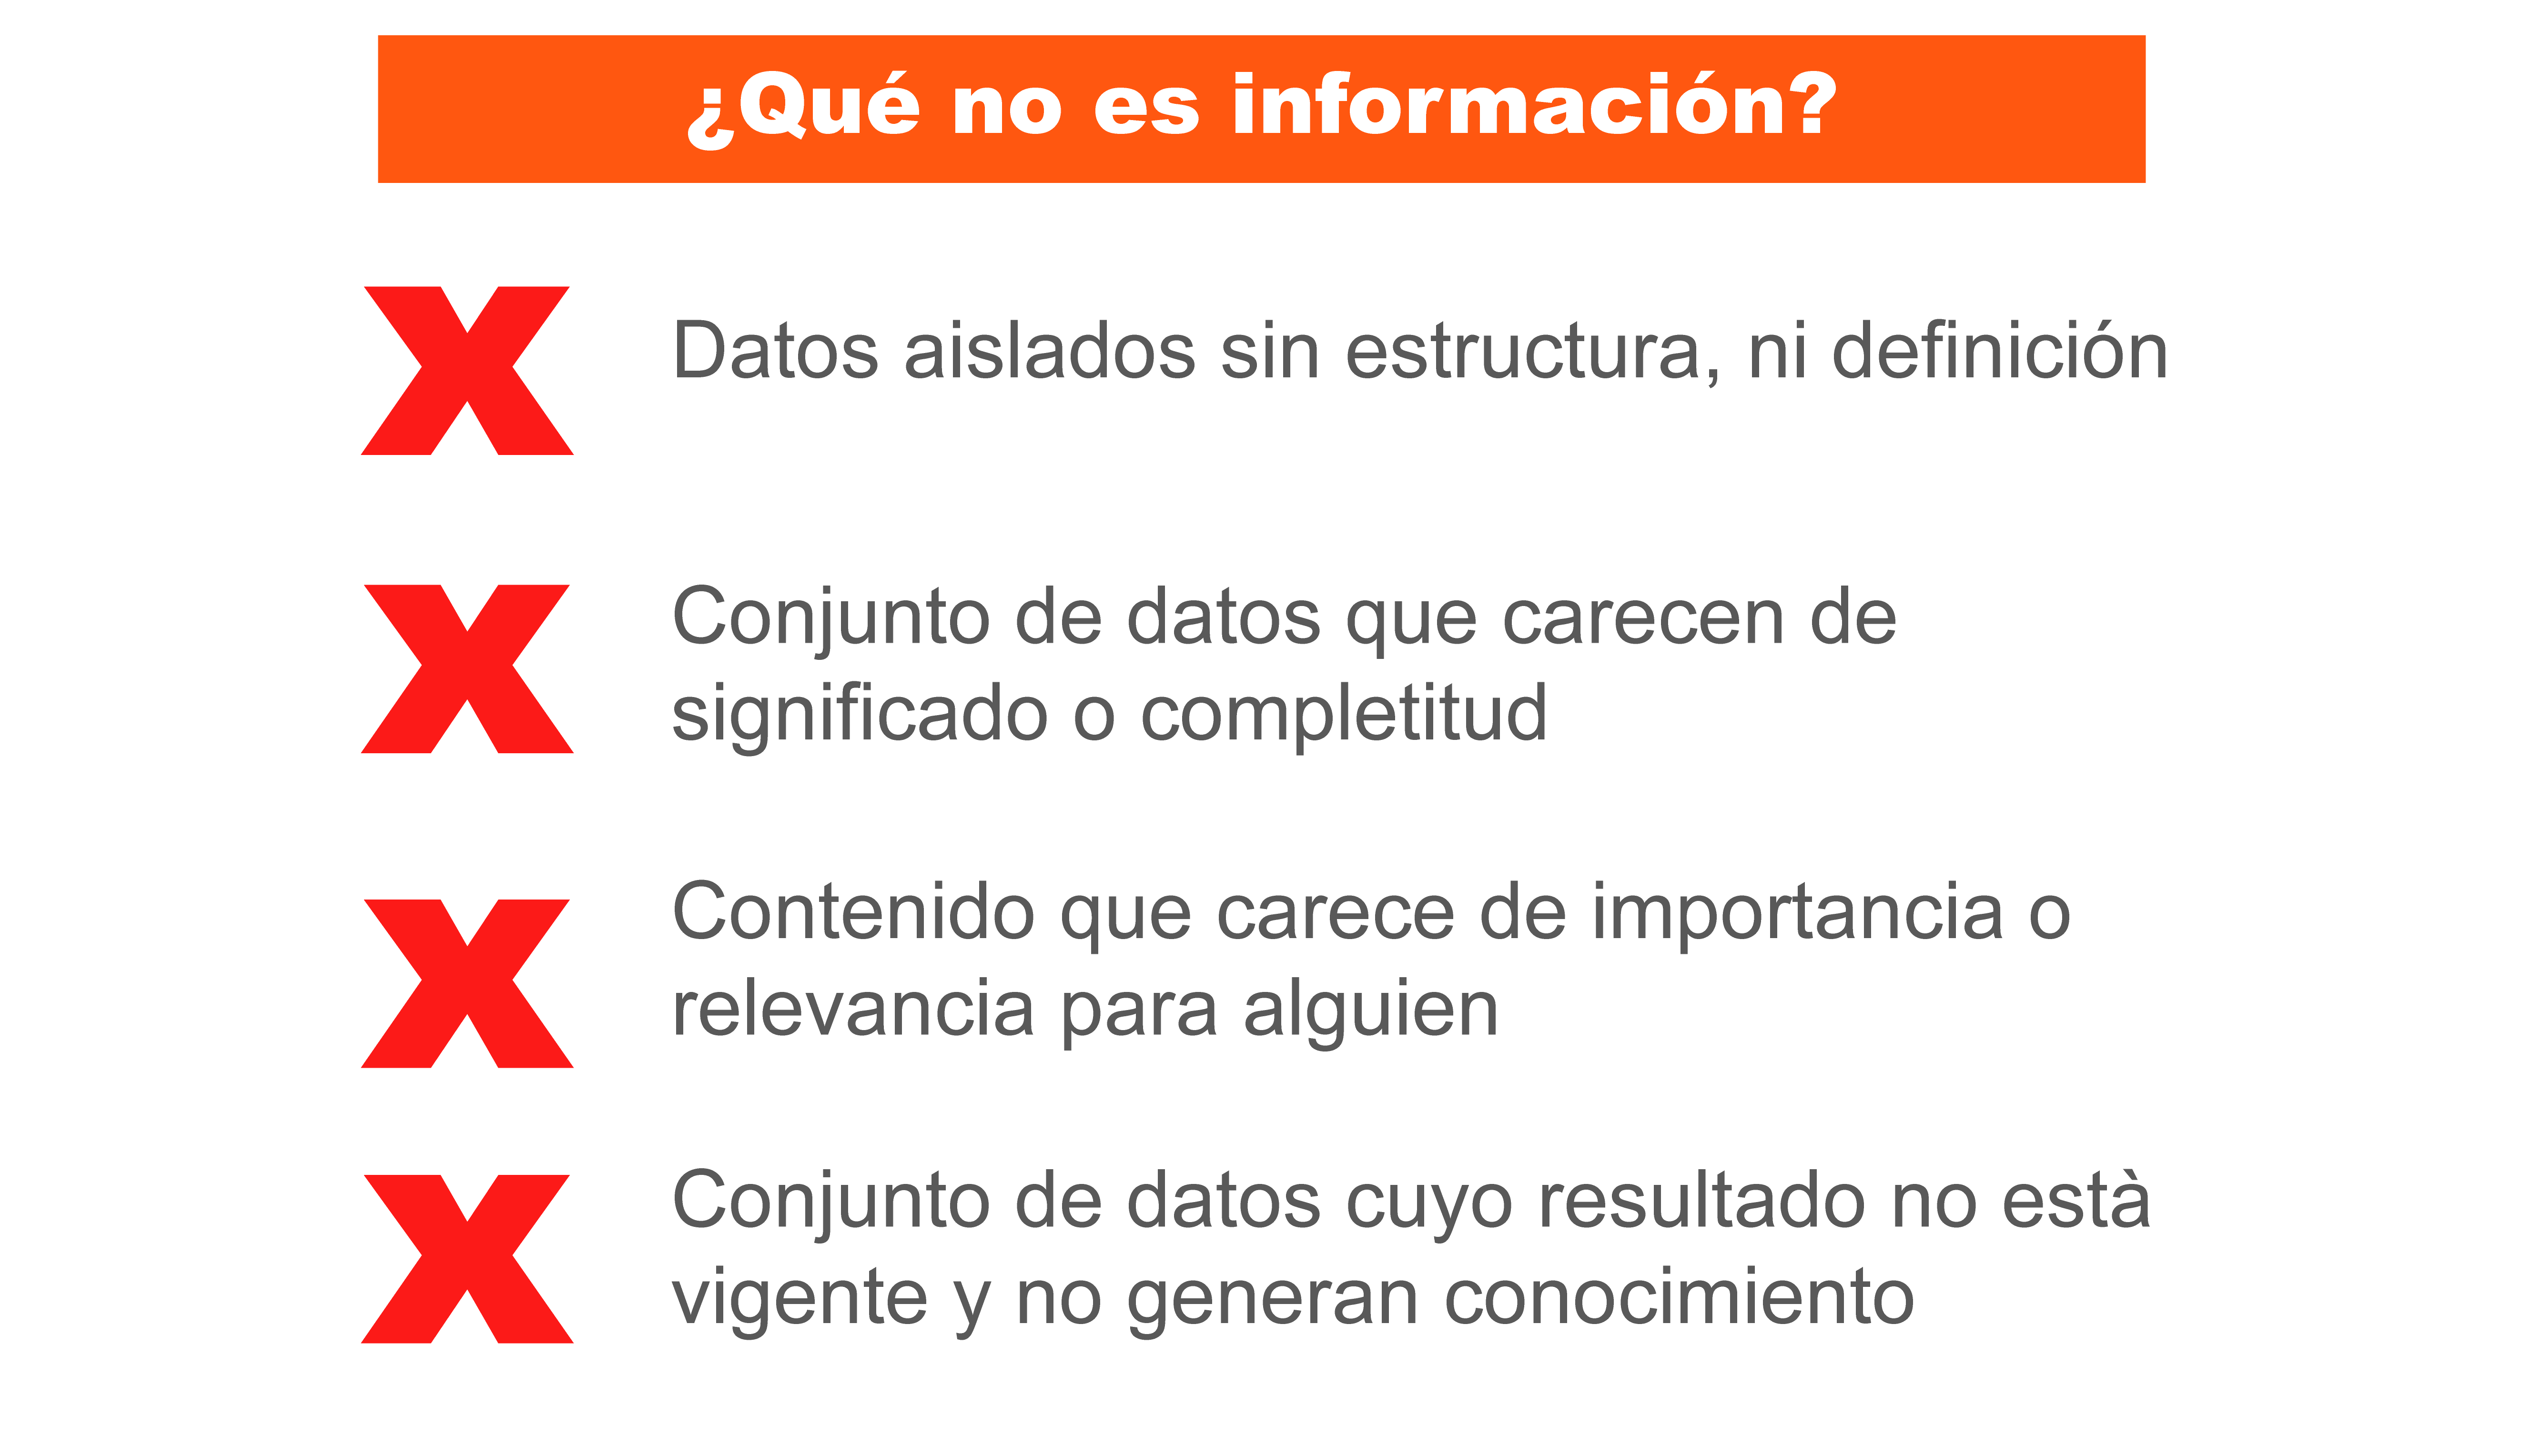 ¿Qué no es información?
Datos aislados sin estructura, ni definición
Conjunto de datos que carecen de
significado o completitud
Contenido que carece de importancia o
relevancia para alguien
Conjunto de datos cuyo resultado no està
vigente y no generan conocimiento